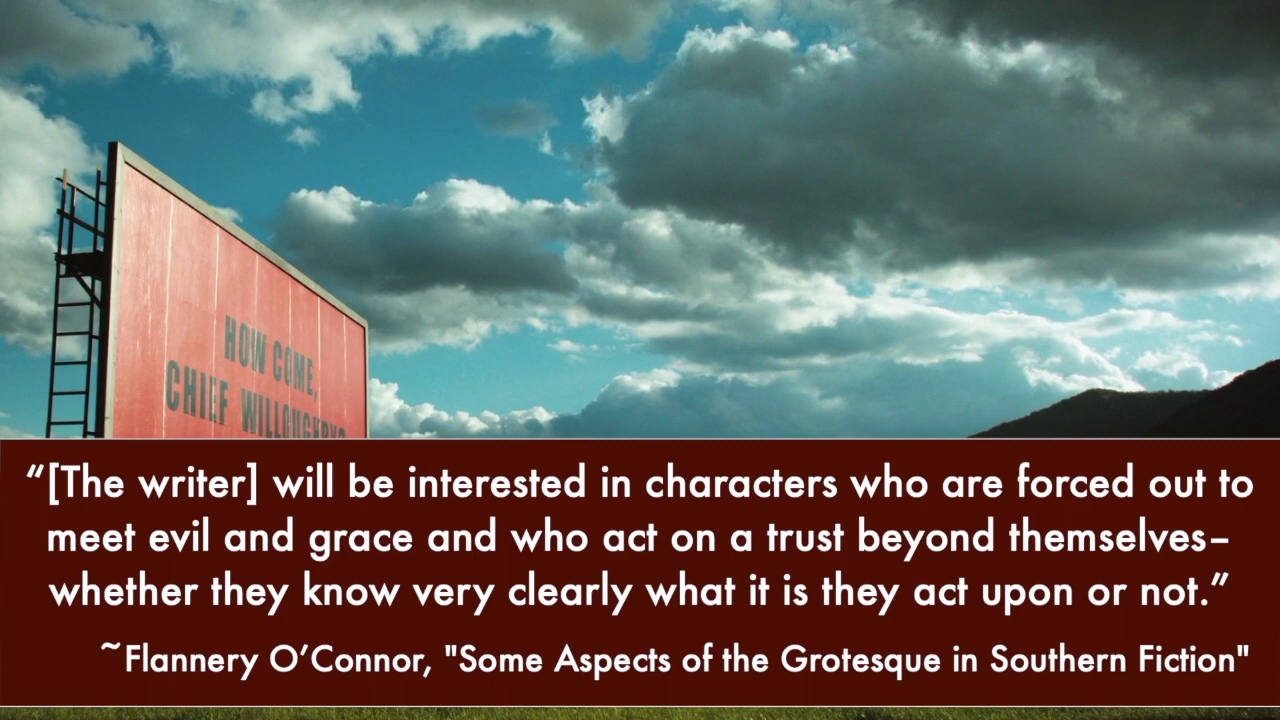 HOW COME,
CHIEF WILLOUGHBY?
“[The writer] will be interested in characters who are forced out to
meet evil and grace and who act on a trust beyond themselves–
whether they know very clearly what it is they act upon or not.”
~Flannery O’Connor, "Some Aspects of the Grotesque in Southern Fiction"